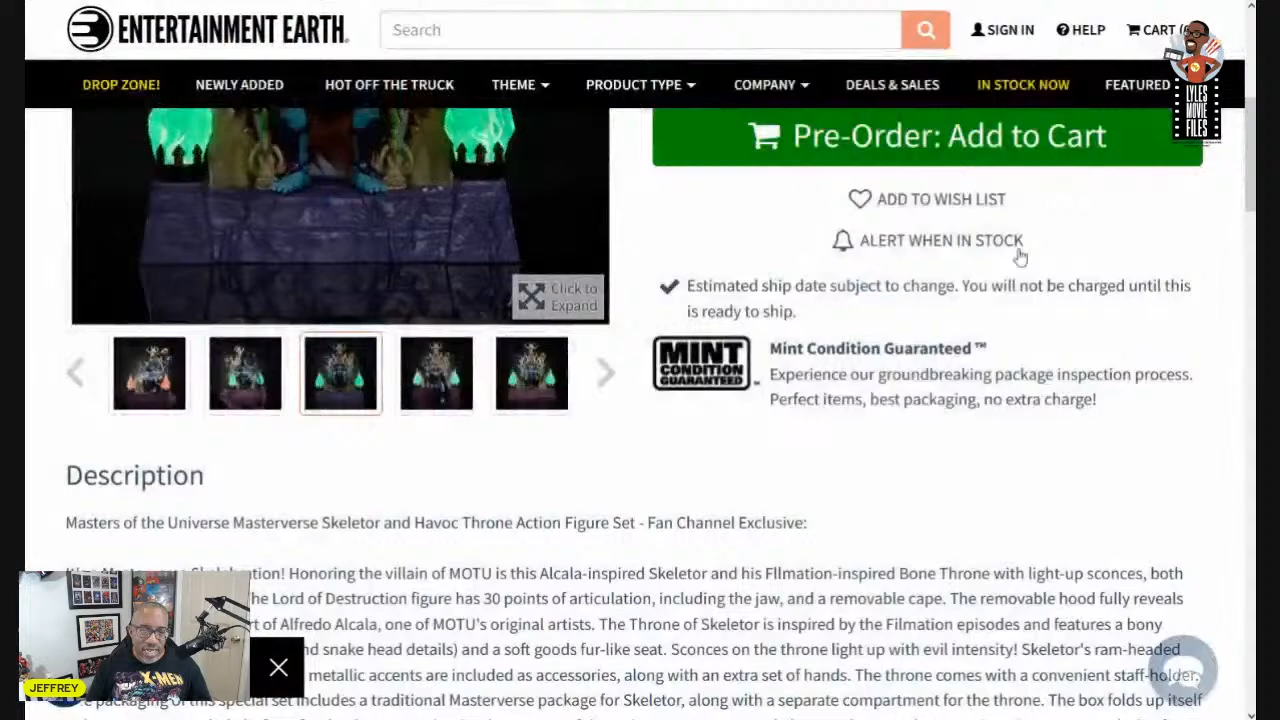 ENTERTAINMENT EARTH
Search
SIGN IN
HELP
CART
DROP ZONE!
NEWLY ADDED
HOT OFF THE TRUCK
THEME
PRODUCT TYPE
COMPANY
DEALS & SALES
IN STOCK NOW
FEATURED
LYLES
MOVIE
FILES
Pre-Order: Add to Cart
ADD TO WISH LIST
ALERT WHEN IN STOCK
Click to
Expand
Estimated ship date subject to change. You will not be charged until this
is ready to ship.
MINT
CONDITION
GUARANTEED
Mint Condition Guaranteed ™
Experience our groundbreaking package inspection process.
Perfect items, best packaging, no extra charge!
Description
Masters of the Universe Masterverse Skeletor and Havoc Throne Action Figure Set - Fan Channel Exclusive:
Honoring the villain of MOTU is this Alcala-inspired Skeletor and his FIlmation-inspired Bone Throne with light-up sconces, both
he Lord of Destruction figure has 30 points of articulation, including the jaw, and a removable cape. The removable hood fully reveals
rt of Alfredo Alcala, one of MOTU's original artists. The Throne of Skeletor is inspired by the Filmation episodes and features a bony
nd snake head details) and a soft goods fur-like seat. Sconces on the throne light up with evil intensity! Skeletor's ram-headed
metallic accents are included as accessories, along with an extra set of hands. The throne comes with a convenient staff-holder.
packaging of this special set includes a traditional Masterverse package for Skeletor, along with a separate compartment for the throne. The box folds up itself
X-MEN
JEFFREY